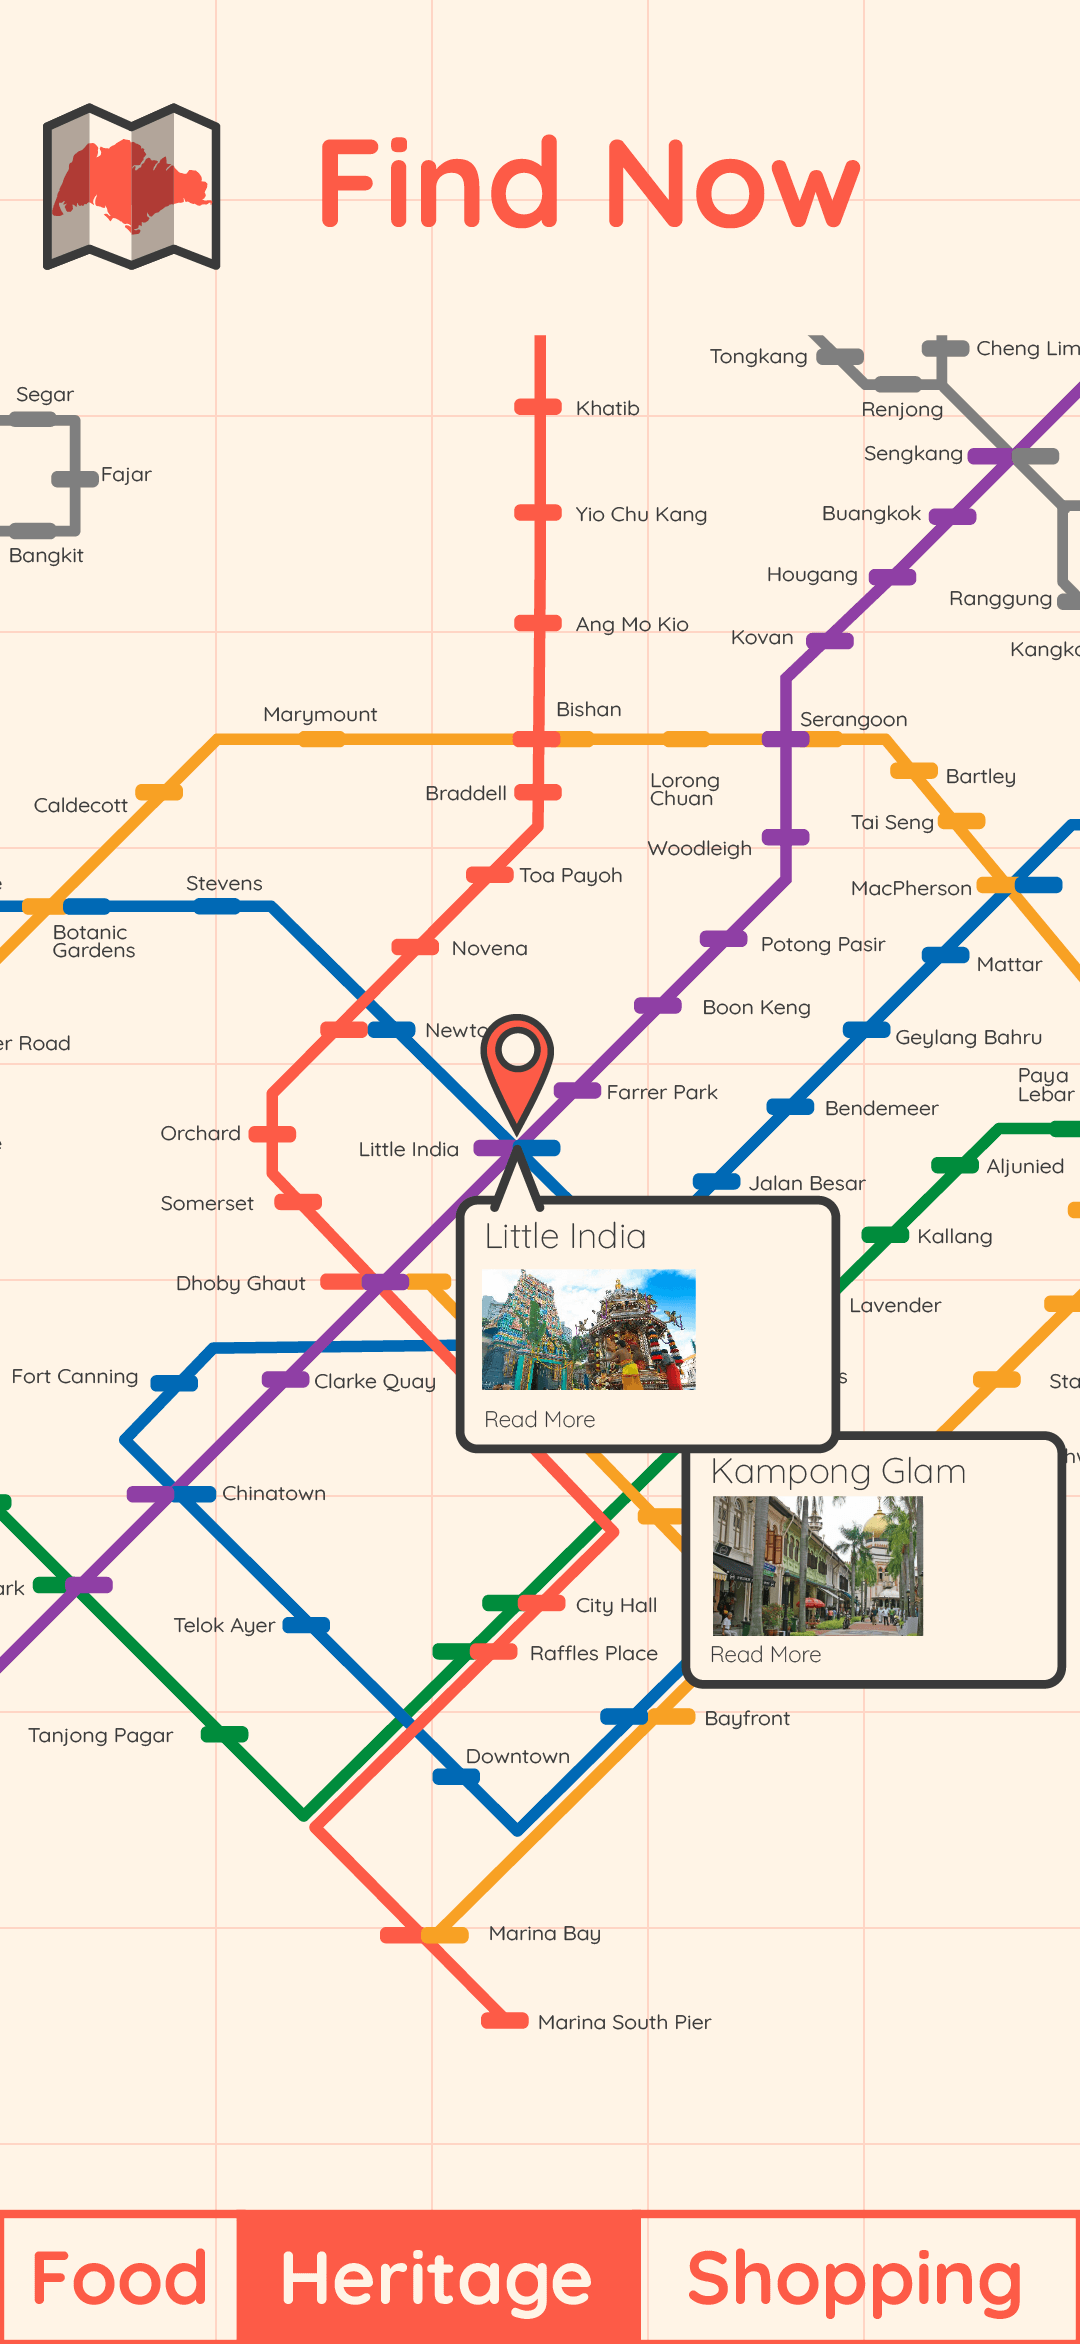 Find Now
Cheng Lim
Tongkang
Segar
Khatib
Renjong
Sengkang
Fajar
Yio Chu Kang
Buangkok
Bangkit
Hougang
Ranggung
Ang Mo Kio
Kovan
Marymount
Bishan
Serangoon
Lorong
Chuan
Bartley
Caldecott
Braddell
Tai Seng
Woodleigh
Toa Payoh
Stevens
MacPherson
Botanic
Gardens
Novena
Potong Pasir
Mattar
Boon Keng
er Road
Newto
Geylang Bahru
Paya
Lebar
Farrer Park
Bendemeer
Orchard
Little India
Aljunied
Jalan Besar
Somerset
Kallang
Little India
Dhoby Ghaut
Lavender
Fort Canning
Clarke Quay
s
Sta
Read More
Kampong Glam
Chinatown
ark
City Hall
Telok Ayer
Raffles Place
Read More
Tanjong Pagar
Bayfront
Downtown
Marina Bay
Marina South Pier
Food
Heritage
Shopping